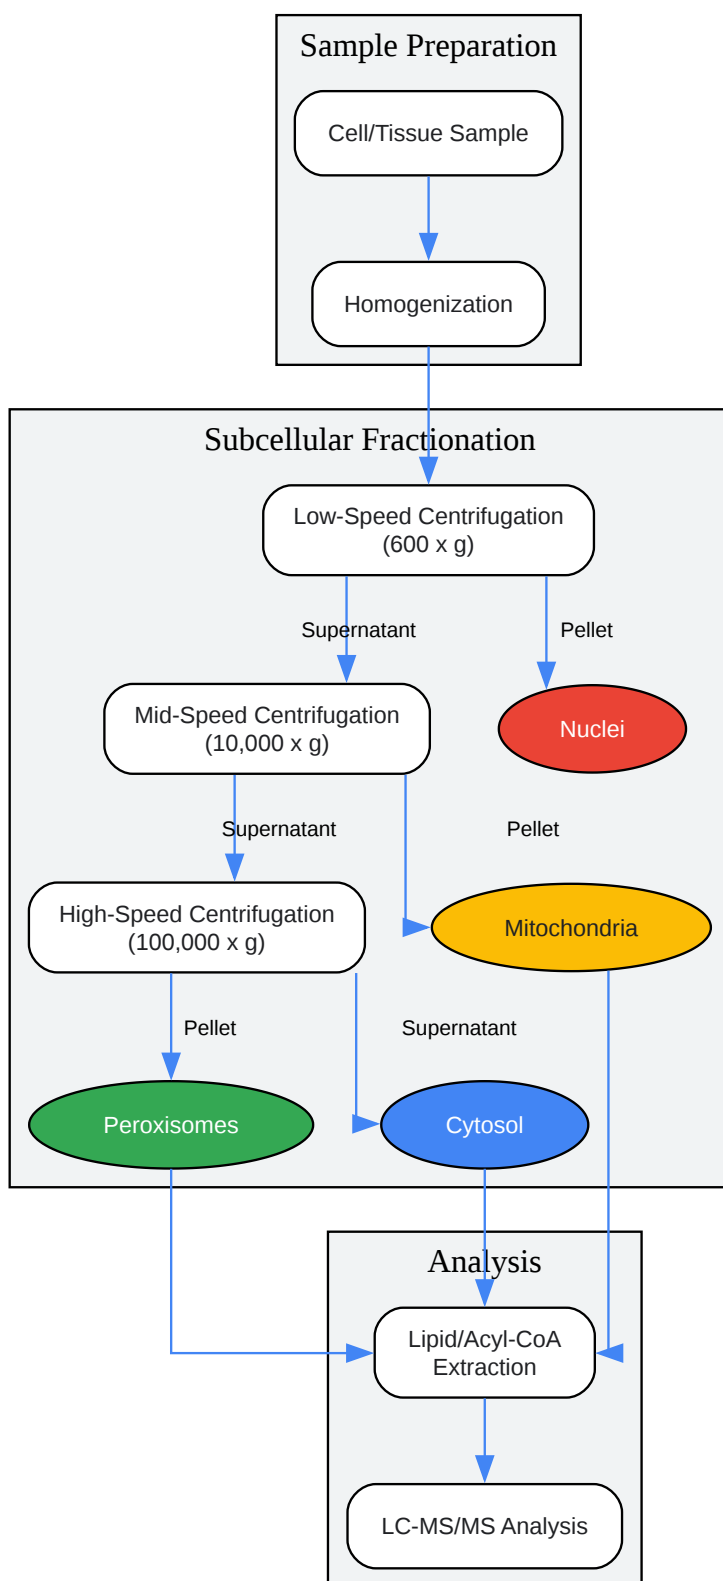 Sample Preparation
Cell/Tissue Sample
Homogenization
Subcellular Fractionation
Low-Speed Centrifugation
(600 x g)
Supernatant
Pellet
Mid-Speed Centrifugation
(10,000 x g)
Nuclei
Supernatant
Pellet
High-Speed Centrifugation
(100,000 x g)
Mitochondria
Pellet
Supernatant
Peroxisomes
Cytosol
Analysis
Lipid/Acyl-CoA
Extraction
LC-MS/MS Analysis